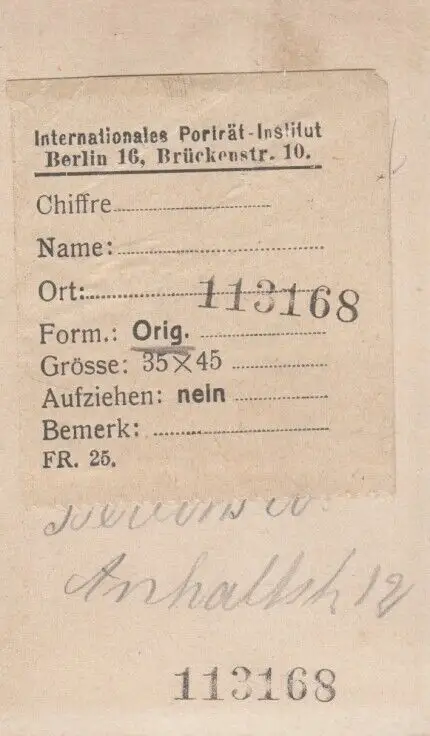 Internationales Porträt-Institut
Berlin 16, Brückenstr. 10.
Chiffre
Name:
Ort: 113168
Form.: Orig.
Grösse: 35×45
Aufziehen: nein
Bemerk:
FR. 25.
Anhaltstr 12
113168